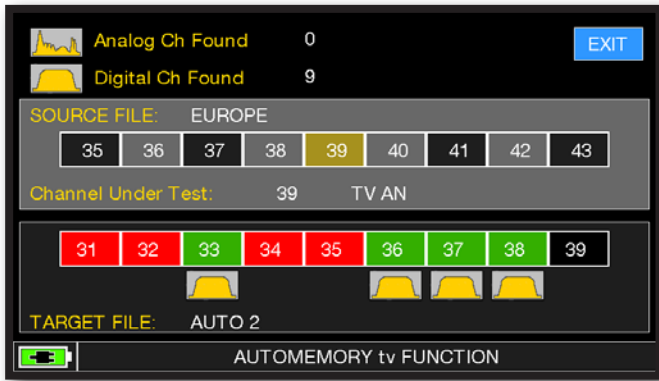 Analog Ch Found 0
EXIT
Digital Ch Found 9
SOURCE FILE: EUROPE
35 36 37 38 39 40 41 42 43
Channel Under Test: 39 TV AN
31 32 33 34 35 36 37 38 39
TARGET FILE: AUTO 2
AUTOMEMORY tv FUNCTION